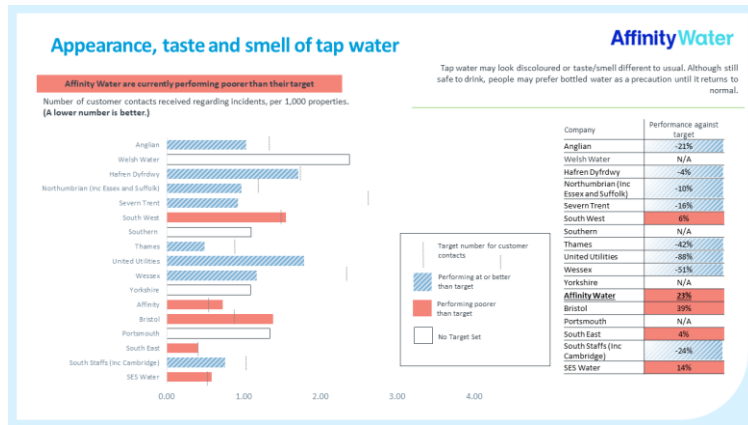 Appearance, taste and smell of tap water
AffinityWater
Affinity Water are currently performing poorer than their target
Tap water may look discoloured or taste/smell different to usual. Although still
safe to drink, people may prefer bottled water as a precaution until it returns to
normal.
Number of customer contacts received regarding incidents, per 1,000 properties.
(A lower number is better.)
Anglian
Welsh Water
Hafren Dyfrdwy
Northumbrian (Inc Essex and Suffolk)
Severn Trent
South West
Southern
Thames
United Utilities
Wessex
Yorkshire
Affinity
Bristol
Portsmouth
South East
South Staffs (Inc Cambridge)
SES Water
0.00 1.00 2.00 3.00 4.00
Target number for customer
contacts
Performing at or better
than target
Performing poorer
than target
No Target Set
Company Performance against
target
Anglian -21%
Welsh Water N/A
Hafren Dyfrdwy -4%
Northumbrian (Inc
Essex and Suffolk) -10%
Severn Trent -16%
South West 6%
Southern N/A
Thames -42%
United Utilities -88%
Wessex -51%
Yorkshire N/A
Affinity Water 23%
Bristol 39%
Portsmouth N/A
South East 4%
South Staffs (Inc
Cambridge) -24%
SES Water 14%